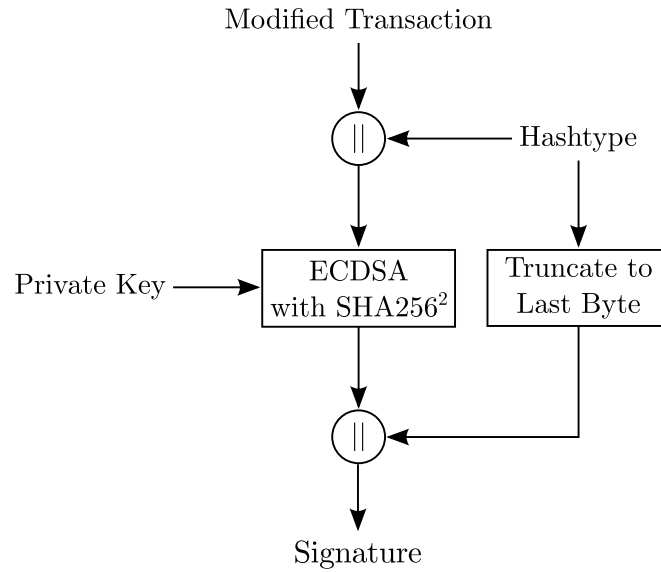 Modified Transaction
||
Hashtype
Private Key
ECDSA
with SHA256²
Truncate to
Last Byte
||
Signature